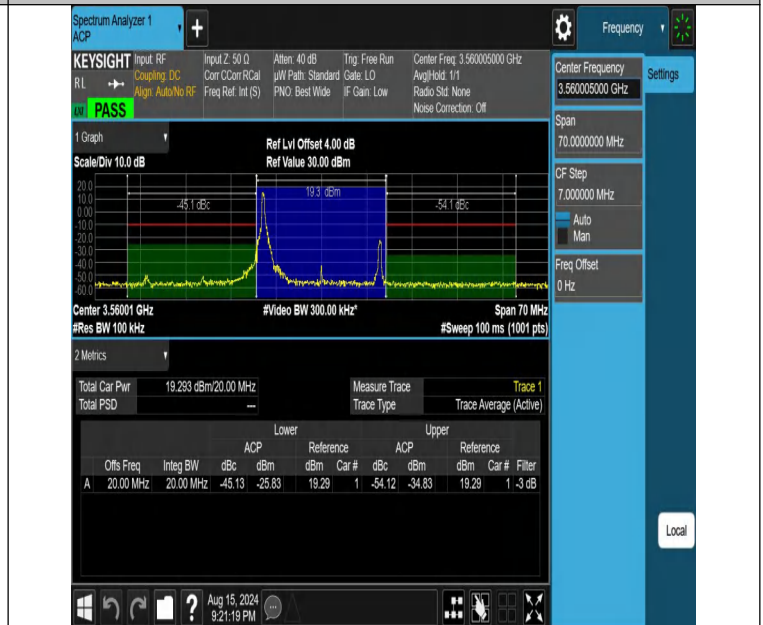 Spectrum Analyzer 1
ACP
+
Frequency
KEYSIGHT Input: RF Input Z: 50 Ω Atten: 40 dB Trig: Free Run Center Freq: 3.560005000 GHz
RL Coupling: DC Corr CCorr RCal µW Path: Standard Gate: LO Avg|Hold: 1/1
Align: Auto/No RF Freq Ref: Int (S) PNO: Best Wide IF Gain: Low Radio Std: None
PASS Noise Correction: Off
Center Frequency
3.560005000 GHz
Settings
Span
70.0000000 MHz
CF Step
7.000000 MHz
Auto
Man
Freq Offset
0 Hz
Local
1 Graph
Ref Lvl Offset 4.00 dB
Scale/Div 10.0 dB Ref Value 30.00 dBm
20.0
10.0
0.00
-10.0
-20.0
-30.0
-40.0
-50.0
-60.0
-45.1 dBc 19.3 dBm -54.1 dBc
Center 3.56001 GHz #Video BW 300.00 kHz* Span 70 MHz
#Res BW 100 kHz #Sweep 100 ms (1001 pts)
2 Metrics
Total Car Pwr 19.293 dBm/20.00 MHz Measure Trace Trace 1
Total PSD --- Trace Type Trace Average (Active)
Lower Upper
ACP Reference ACP Reference
Offs Freq Integ BW dBc dBm dBm Car # dBc dBm dBm Car # Filter
A 20.00 MHz 20.00 MHz -45.13 -25.83 19.29 1 -54.12 -34.83 19.29 1 -3 dB
? Aug 15, 2024
9:21:19 PM